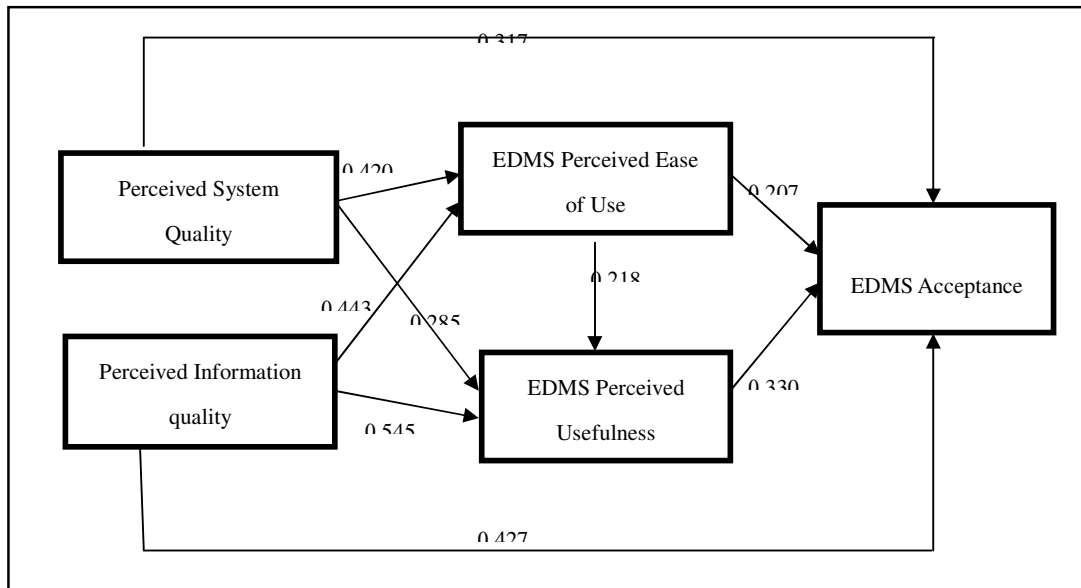 0.317
Perceived System
Quality
0.420
EDMS Perceived Ease
of Use
0.207
EDMS Acceptance
0.218
0.443
0.285
Perceived Information
quality
0.545
EDMS Perceived
Usefulness
0.330
0.427